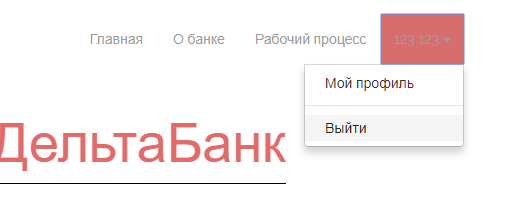 Главная О банке Рабочий процесс 123 123
Мой профиль
Выйти
ДельтаБанк